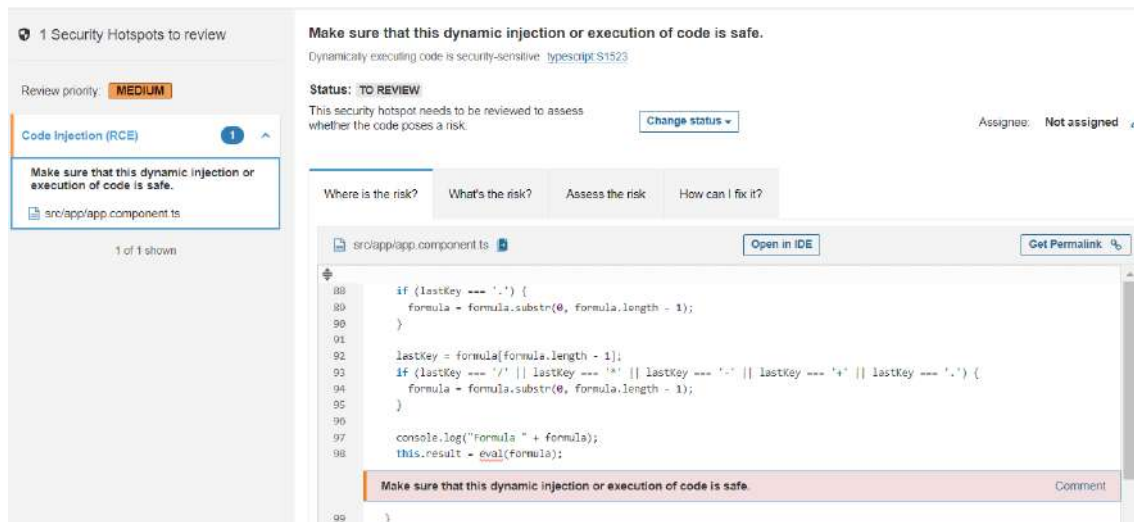 1 Security Hotspots to review
Review priority: MEDIUM
Code Injection (RCE) 1
Make sure that this dynamic injection or
execution of code is safe.
src/app/app.component.ts
1 of 1 shown
Make sure that this dynamic injection or execution of code is safe.
Dynamically executing code is security-sensitive typescript:S1523
Status: TO REVIEW
This security hotspot needs to be reviewed to assess
whether the code poses a risk.
Change status
Assignee: Not assigned
Where is the risk? What's the risk? Assess the risk How can I fix it?
src/app/app.component.ts Open in IDE Get Permalink
88 if (lastKey === '.') {
89 formula = formula.substr(0, formula.length - 1);
90 }
91
92 lastKey = formula[formula.length - 1];
93 if (lastKey === '/' || lastKey === '*' || lastKey === '-' || lastKey === '+' || lastKey === '.') {
94 formula = formula.substr(0, formula.length - 1);
95 }
96
97 console.log("Formula " + formula);
98 this.result = eval(formula);
Make sure that this dynamic injection or execution of code is safe. Comment
99 }